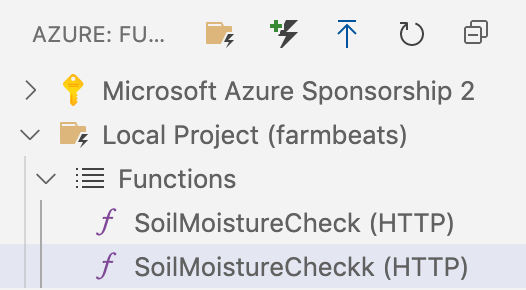 AZURE: FU...
Microsoft Azure Sponsorship 2
Local Project (farmbeats)
Functions
f SoilMoistureCheck (HTTP)
f SoilMoistureCheckk (HTTP)